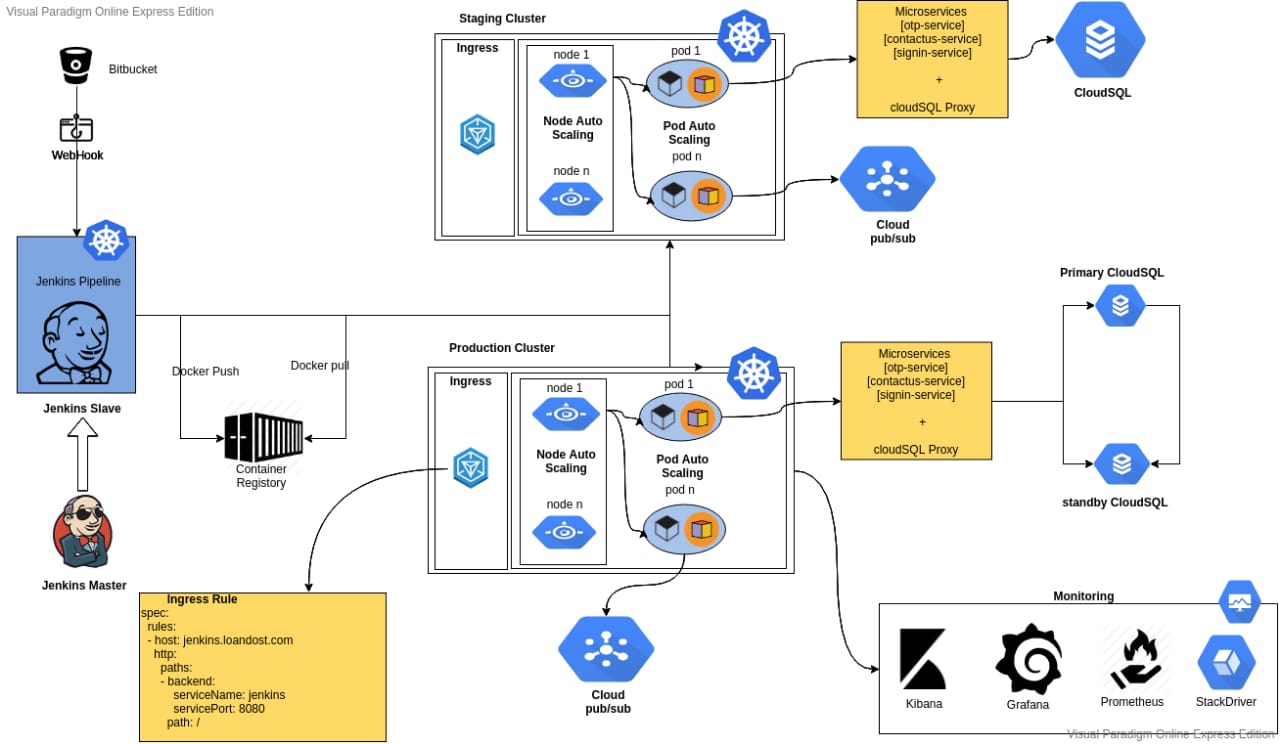 Visual Paradigm Online Express Edition
Bitbucket
WebHook
Jenkins Pipeline
Jenkins Slave
Jenkins Master
Docker Push
Docker pull
Container
Registory
Staging Cluster
Ingress
node 1
Node Auto
Scaling
node n
pod 1
Pod Auto
Scaling
pod n
Microservices
[otp-service]
[contactus-service]
[signin-service]
+
cloudSQL Proxy
CloudSQL
Cloud
pub/sub
Production Cluster
Ingress
node 1
Node Auto
Scaling
node n
pod 1
Pod Auto
Scaling
pod n
Microservices
[otp-service]
[contactus-service]
[signin-service]
+
cloudSQL Proxy
Primary CloudSQL
standby CloudSQL
Ingress Rule
spec:
rules:
- host: jenkins.loandost.com
http:
paths:
- backend:
serviceName: jenkins
servicePort: 8080
path: /
Cloud
pub/sub
Monitoring
Kibana
Grafana
Prometheus
StackDriver
Visual Paradigm Online Express Edition